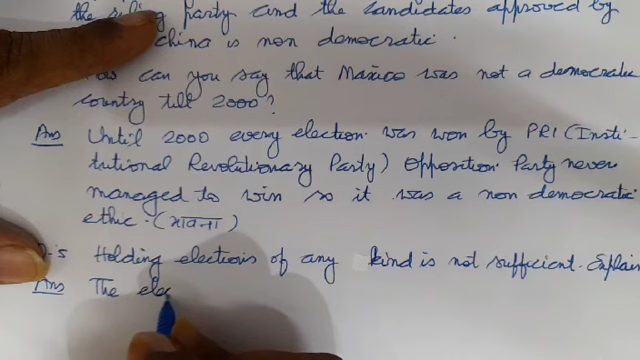 the ruling party and the candidates approved by
china is non democratic.
can you say that Maxico was not a democratic
country till 2000?
Ans Until 2000 every election was won by PRI (Insti-
tutional Revolutionary Party) Opposition Party never
managed to win so it was a non democratic
ethic. (भावना)
Holding elections of any kind is not sufficient. Explain
Ans The elec